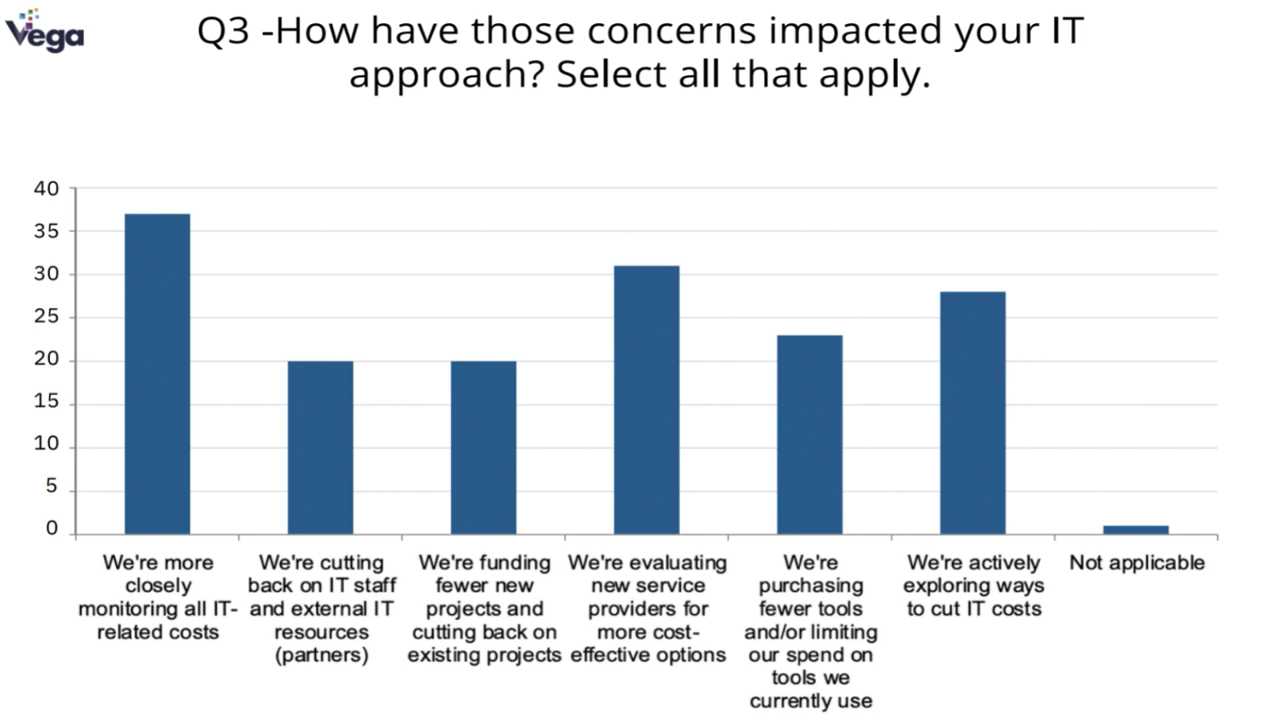 Vega
Q3 -How have those concerns impacted your IT
approach? Select all that apply.
40
35
30
25
20
15
10
5
0
We're more
closely
monitoring all IT-
related costs
We're cutting
back on IT staff
and external IT
resources
(partners)
We're funding
fewer new
projects and
cutting back on
existing projects
We're evaluating
new service
providers for
more cost-
effective options
We're
purchasing
fewer tools
and/or limiting
our spend on
tools we
currently use
We're actively
exploring ways
to cut IT costs
Not applicable